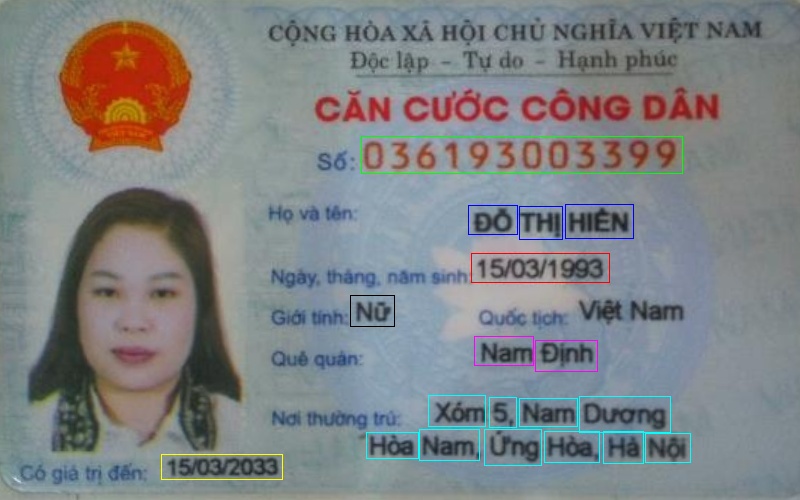 CỘNG HÒA XÃ HỘI CHỦ NGHĨA VIỆT NAM
Độc lập - Tự do - Hạnh phúc
CĂN CƯỚC CÔNG DÂN
Số: 036193003399
Họ và tên: ĐỖ THỊ HIỀN
Ngày, tháng, năm sinh: 15/03/1993
Giới tính: Nữ Quốc tịch: Việt Nam
Quê quán: Nam Định
Nơi thường trú: Xóm 5, Nam Dương
Hòa Nam, Ứng Hòa, Hà Nội
Có giá trị đến: 15/03/2033